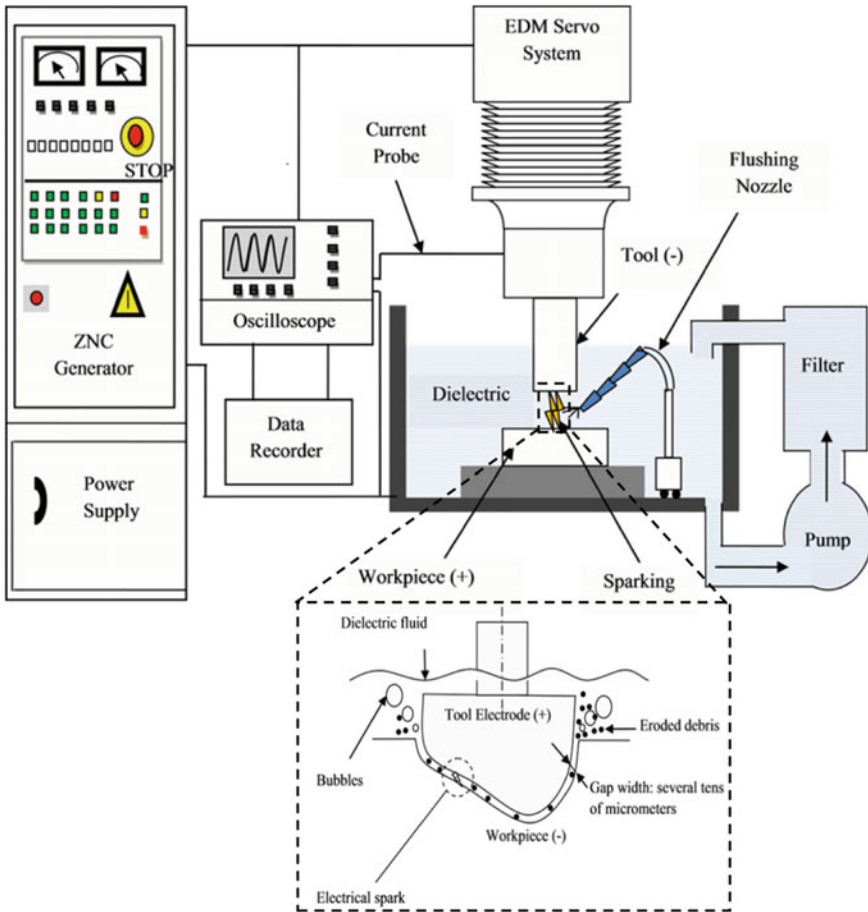 EDM Servo
System
Current
Probe
Flushing
Nozzle
STOP
Tool (-)
Oscilloscope
ZNC
Generator
Filter
Dielectric
Data
Recorder
Power
Supply
Pump
Workpiece (+)
Sparking
Dielectric fluid
Tool Electrode (+)
Eroded debris
Bubbles
Gap width: several tens
of micrometers
Workpiece (-)
Electrical spark